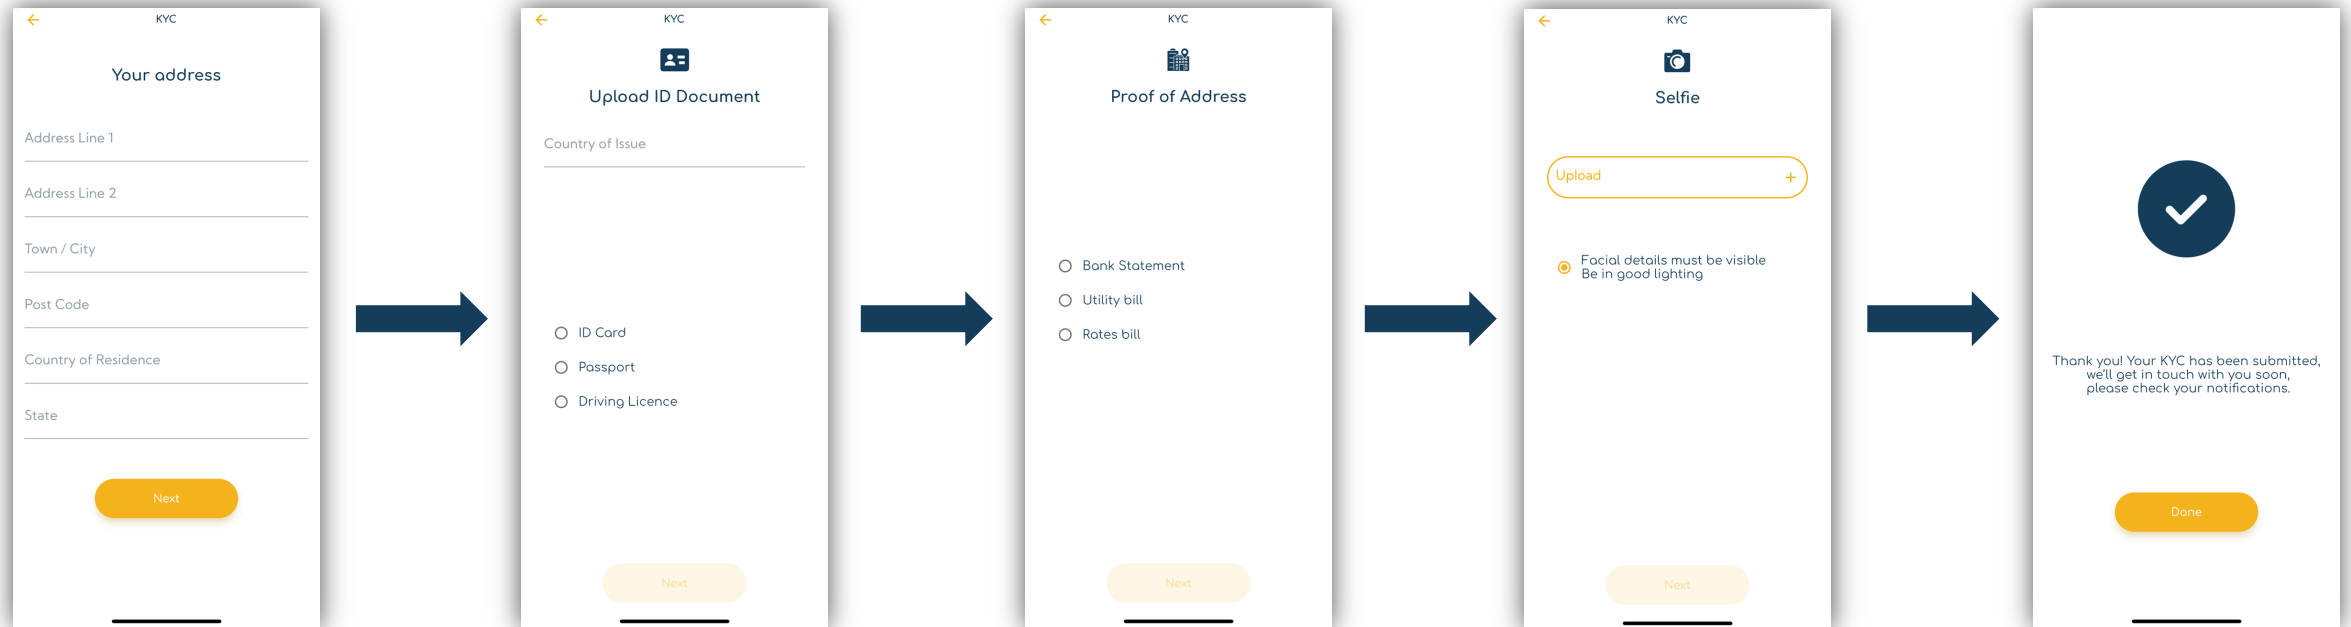 KYC
Your address
Address Line 1
Address Line 2
Town / City
Post Code
Country of Residence
State
Next
KYC
Upload ID Document
Country of Issue
ID Card
Passport
Driving Licence
Next
KYC
Proof of Address
Bank Statement
Utility bill
Rates bill
Next
KYC
Selfie
Upload +
Facial details must be visible
Be in good lighting
Next
Thank you! Your KYC has been submitted,
we'll get in touch with you soon,
please check your notifications.
Done